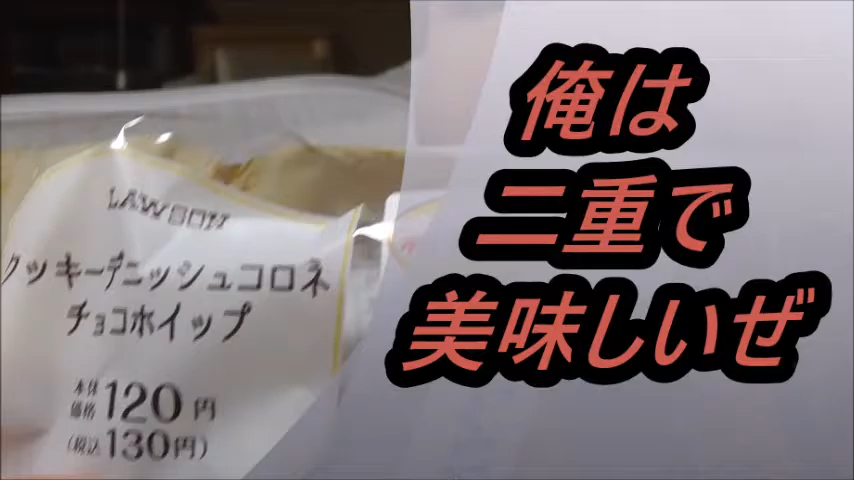 LAWSON
クッキーデニッシュコロネ
チョコホイップ
本体価格 120円
(税込130円)
俺は
二重で
美味しいぜ